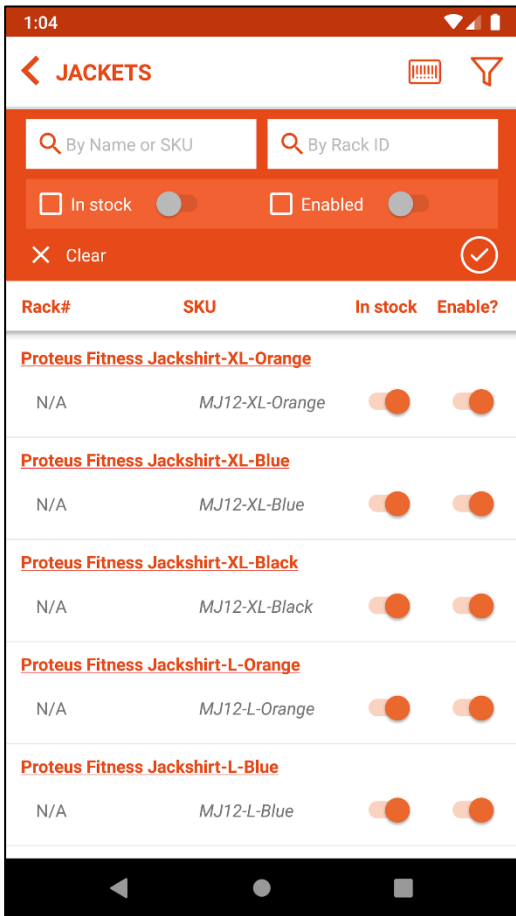 1:04
JACKETS
By Name or SKU By Rack ID
In stock Enabled
Clear
Rack# SKU In stock Enable?
Proteus Fitness Jackshirt-XL-Orange
N/A MJ12-XL-Orange
Proteus Fitness Jackshirt-XL-Blue
N/A MJ12-XL-Blue
Proteus Fitness Jackshirt-XL-Black
N/A MJ12-XL-Black
Proteus Fitness Jackshirt-L-Orange
N/A MJ12-L-Orange
Proteus Fitness Jackshirt-L-Blue
N/A MJ12-L-Blue